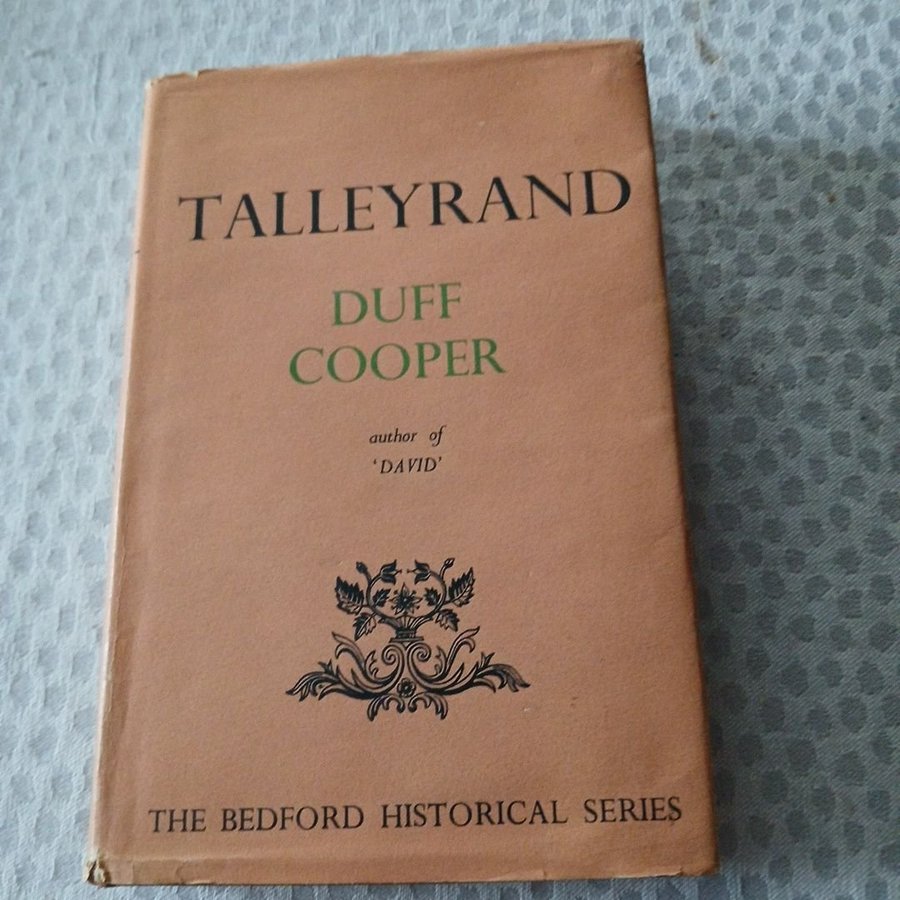 TALLEYRAND
DUFF
COOPER
author of
'DAVID'
THE BEDFORD HISTORICAL SERIES